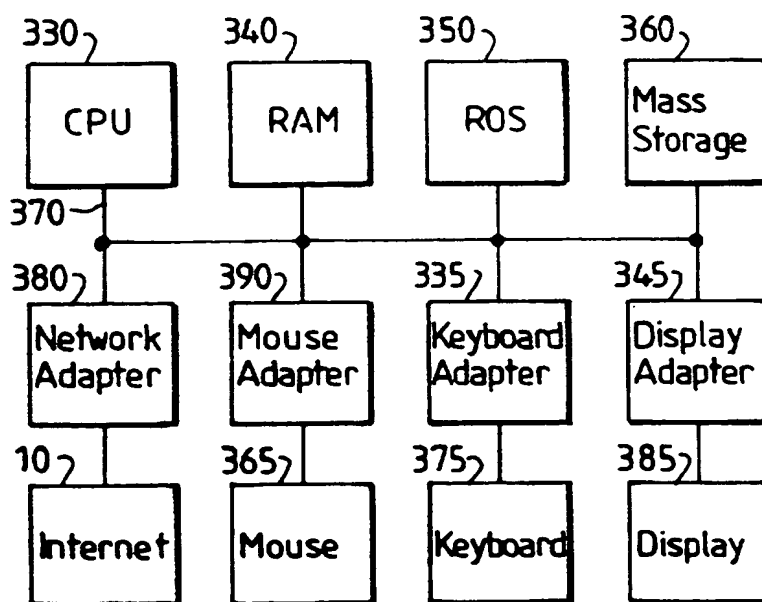 330 340 350 360
CPU RAM ROS Mass
Storage
370
380 390 335 345
Network Mouse Keyboard Display
Adapter Adapter Adapter Adapter
10 365 375 385
Internet Mouse Keyboard Display